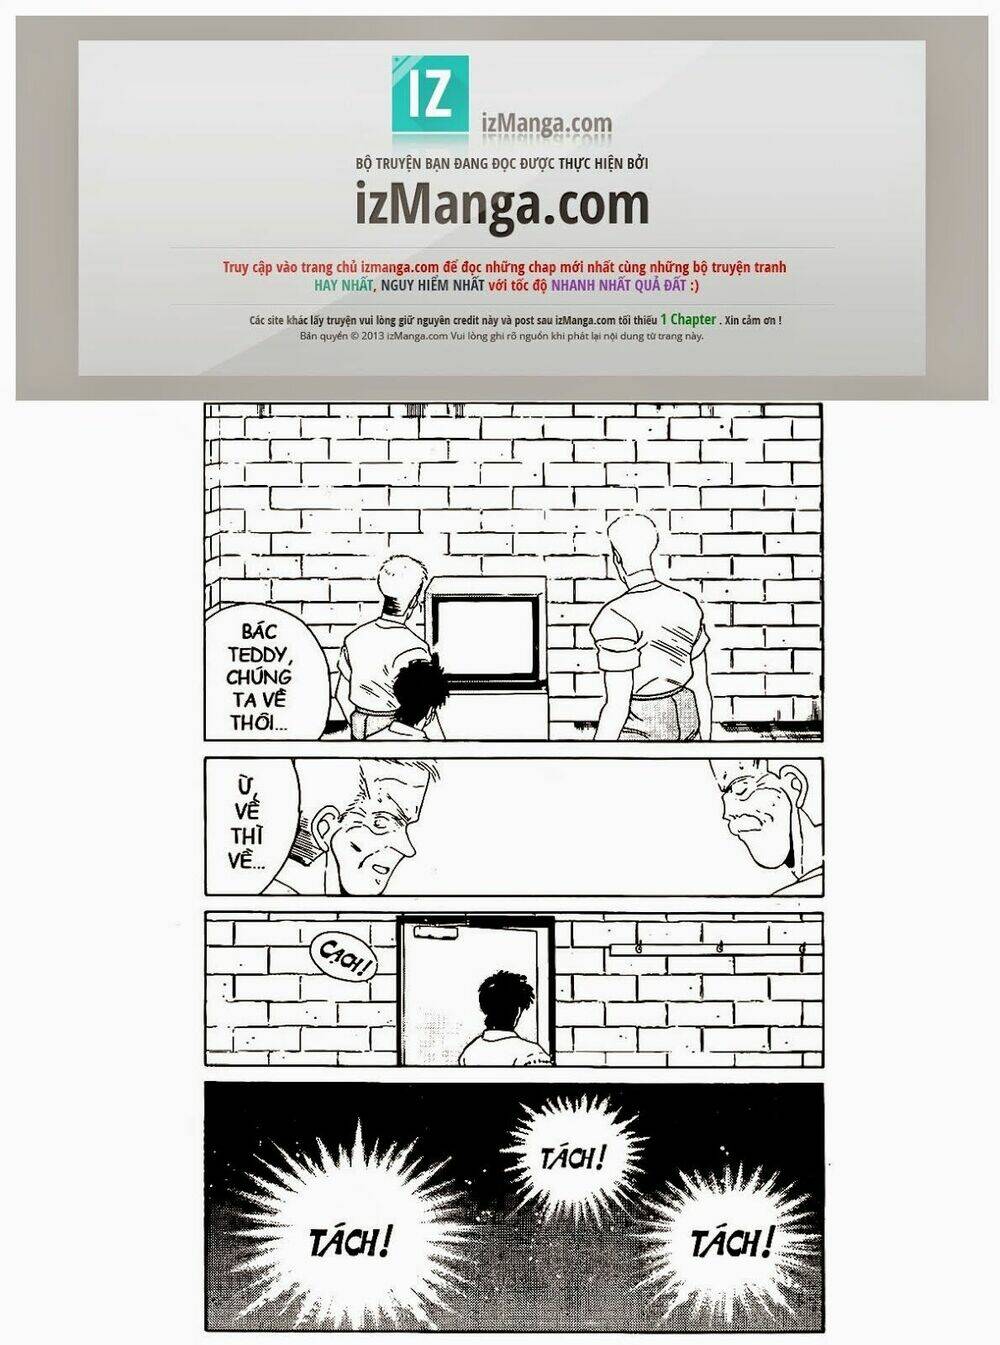 IZ
izManga.com
BỘ TRUYỆN BẠN ĐANG ĐỌC ĐƯỢC THỰC HIỆN BỞI
izManga.com
Truy cập vào trang chủ izmanga.com để đọc những chap mới nhất cùng những bộ truyện tranh
HAY NHẤT, NGUY HIỂM NHẤT với tốc độ NHANH NHẤT QUẢ ĐẤT :)
Các site khác lấy truyện vui lòng giữ nguyên credit này và post sau izManga.com tối thiểu 1 Chapter . Xin cảm ơn !
Bản quyền © 2013 izManga.com Vui lòng ghi rõ nguồn khi phát lại nội dung từ trang này.
BÁC
TEDDY,
CHÚNG
TA VỀ
THÔI...
Ừ,
VỀ
THÌ
VỀ...
CẠCH!
TÁCH!
TÁCH!
TÁCH!